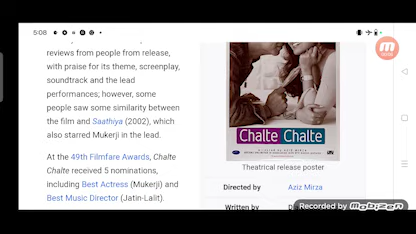 5:08
reviews from people from release,
with praise for its theme, screenplay,
soundtrack and the lead
performances; however, some
people saw some similarity between
the film and Saathiya (2002), which
also starred Mukerji in the lead.
At the 49th Filmfare Awards, Chalte
Chalte received 5 nominations,
including Best Actress (Mukerji) and
Best Music Director (Jatin-Lalit).
Chalte Chalte
Theatrical release poster
Directed by Aziz Mirza
Written by
Recorded by
Mobizen